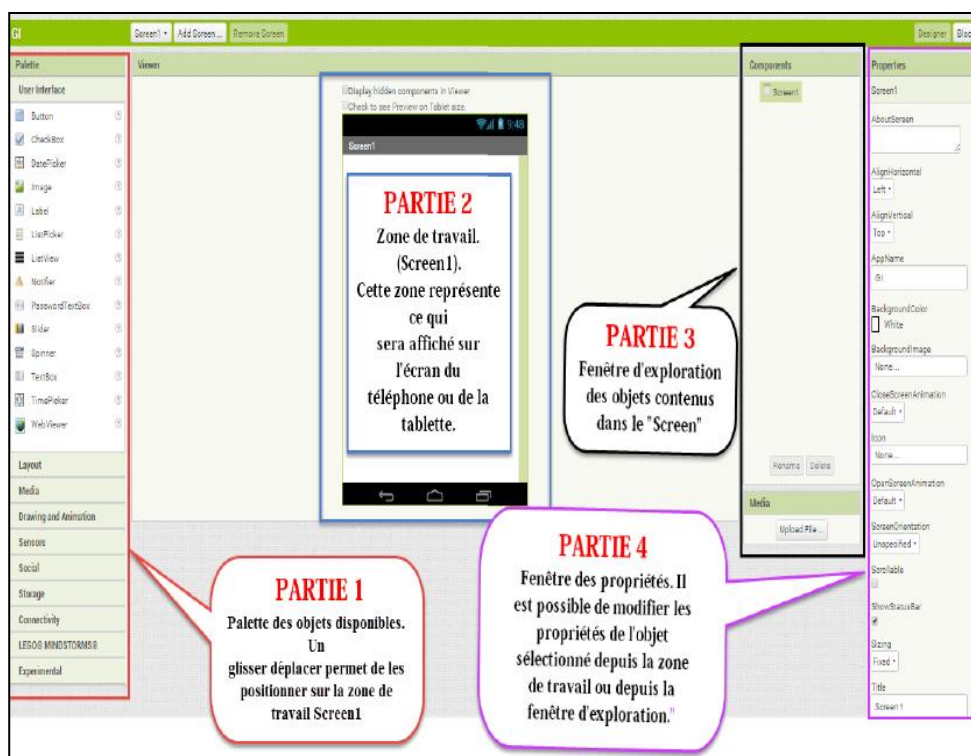 GI
Screen1
Add Screen ...
Remove Screen
Designer
Bloc
Palette
User Interface
Button
CheckBox
DatePicker
Image
Label
ListPicker
ListView
Notifier
PasswordTextBox
Slider
Spinner
TextBox
TimePicker
WebViewer
Layout
Media
Drawing and Animation
Sensors
Social
Storage
Connectivity
LEGO® MINDSTORMS®
Experimental
PARTIE 1
Palette des objets disponibles.
Un
glisser déplacer permet de les
positionner sur la zone de
travail Screen1
Viewer
Display hidden components in Viewer
Check to see Preview on Tablet size.
9:48
Screen1
PARTIE 2
Zone de travail.
(Screen1).
Cette zone représente
ce qui
sera affiché sur
l'écran du
téléphone ou de la
tablette.
Components
Screen1
PARTIE 3
Fenêtre d'exploration
des objets contenus
dans le "Screen"
Rename
Delete
Media
Upload File ...
PARTIE 4
Fenêtre des propriétés. Il
est possible de modifier les
propriétés de l'objet
sélectionné depuis la zone
de travail ou depuis la
fenêtre d'exploration."
Properties
Screen1
AboutScreen
AlignHorizontal
Left
AlignVertical
Top
AppName
GI
BackgroundColor
White
BackgroundImage
None...
CloseScreenAnimation
Default
Icon
None...
OpenScreenAnimation
Default
ScreenOrientation
Unspecified
Scrollable
ShowStatusBar
Sizing
Fixed
Title
Screen1